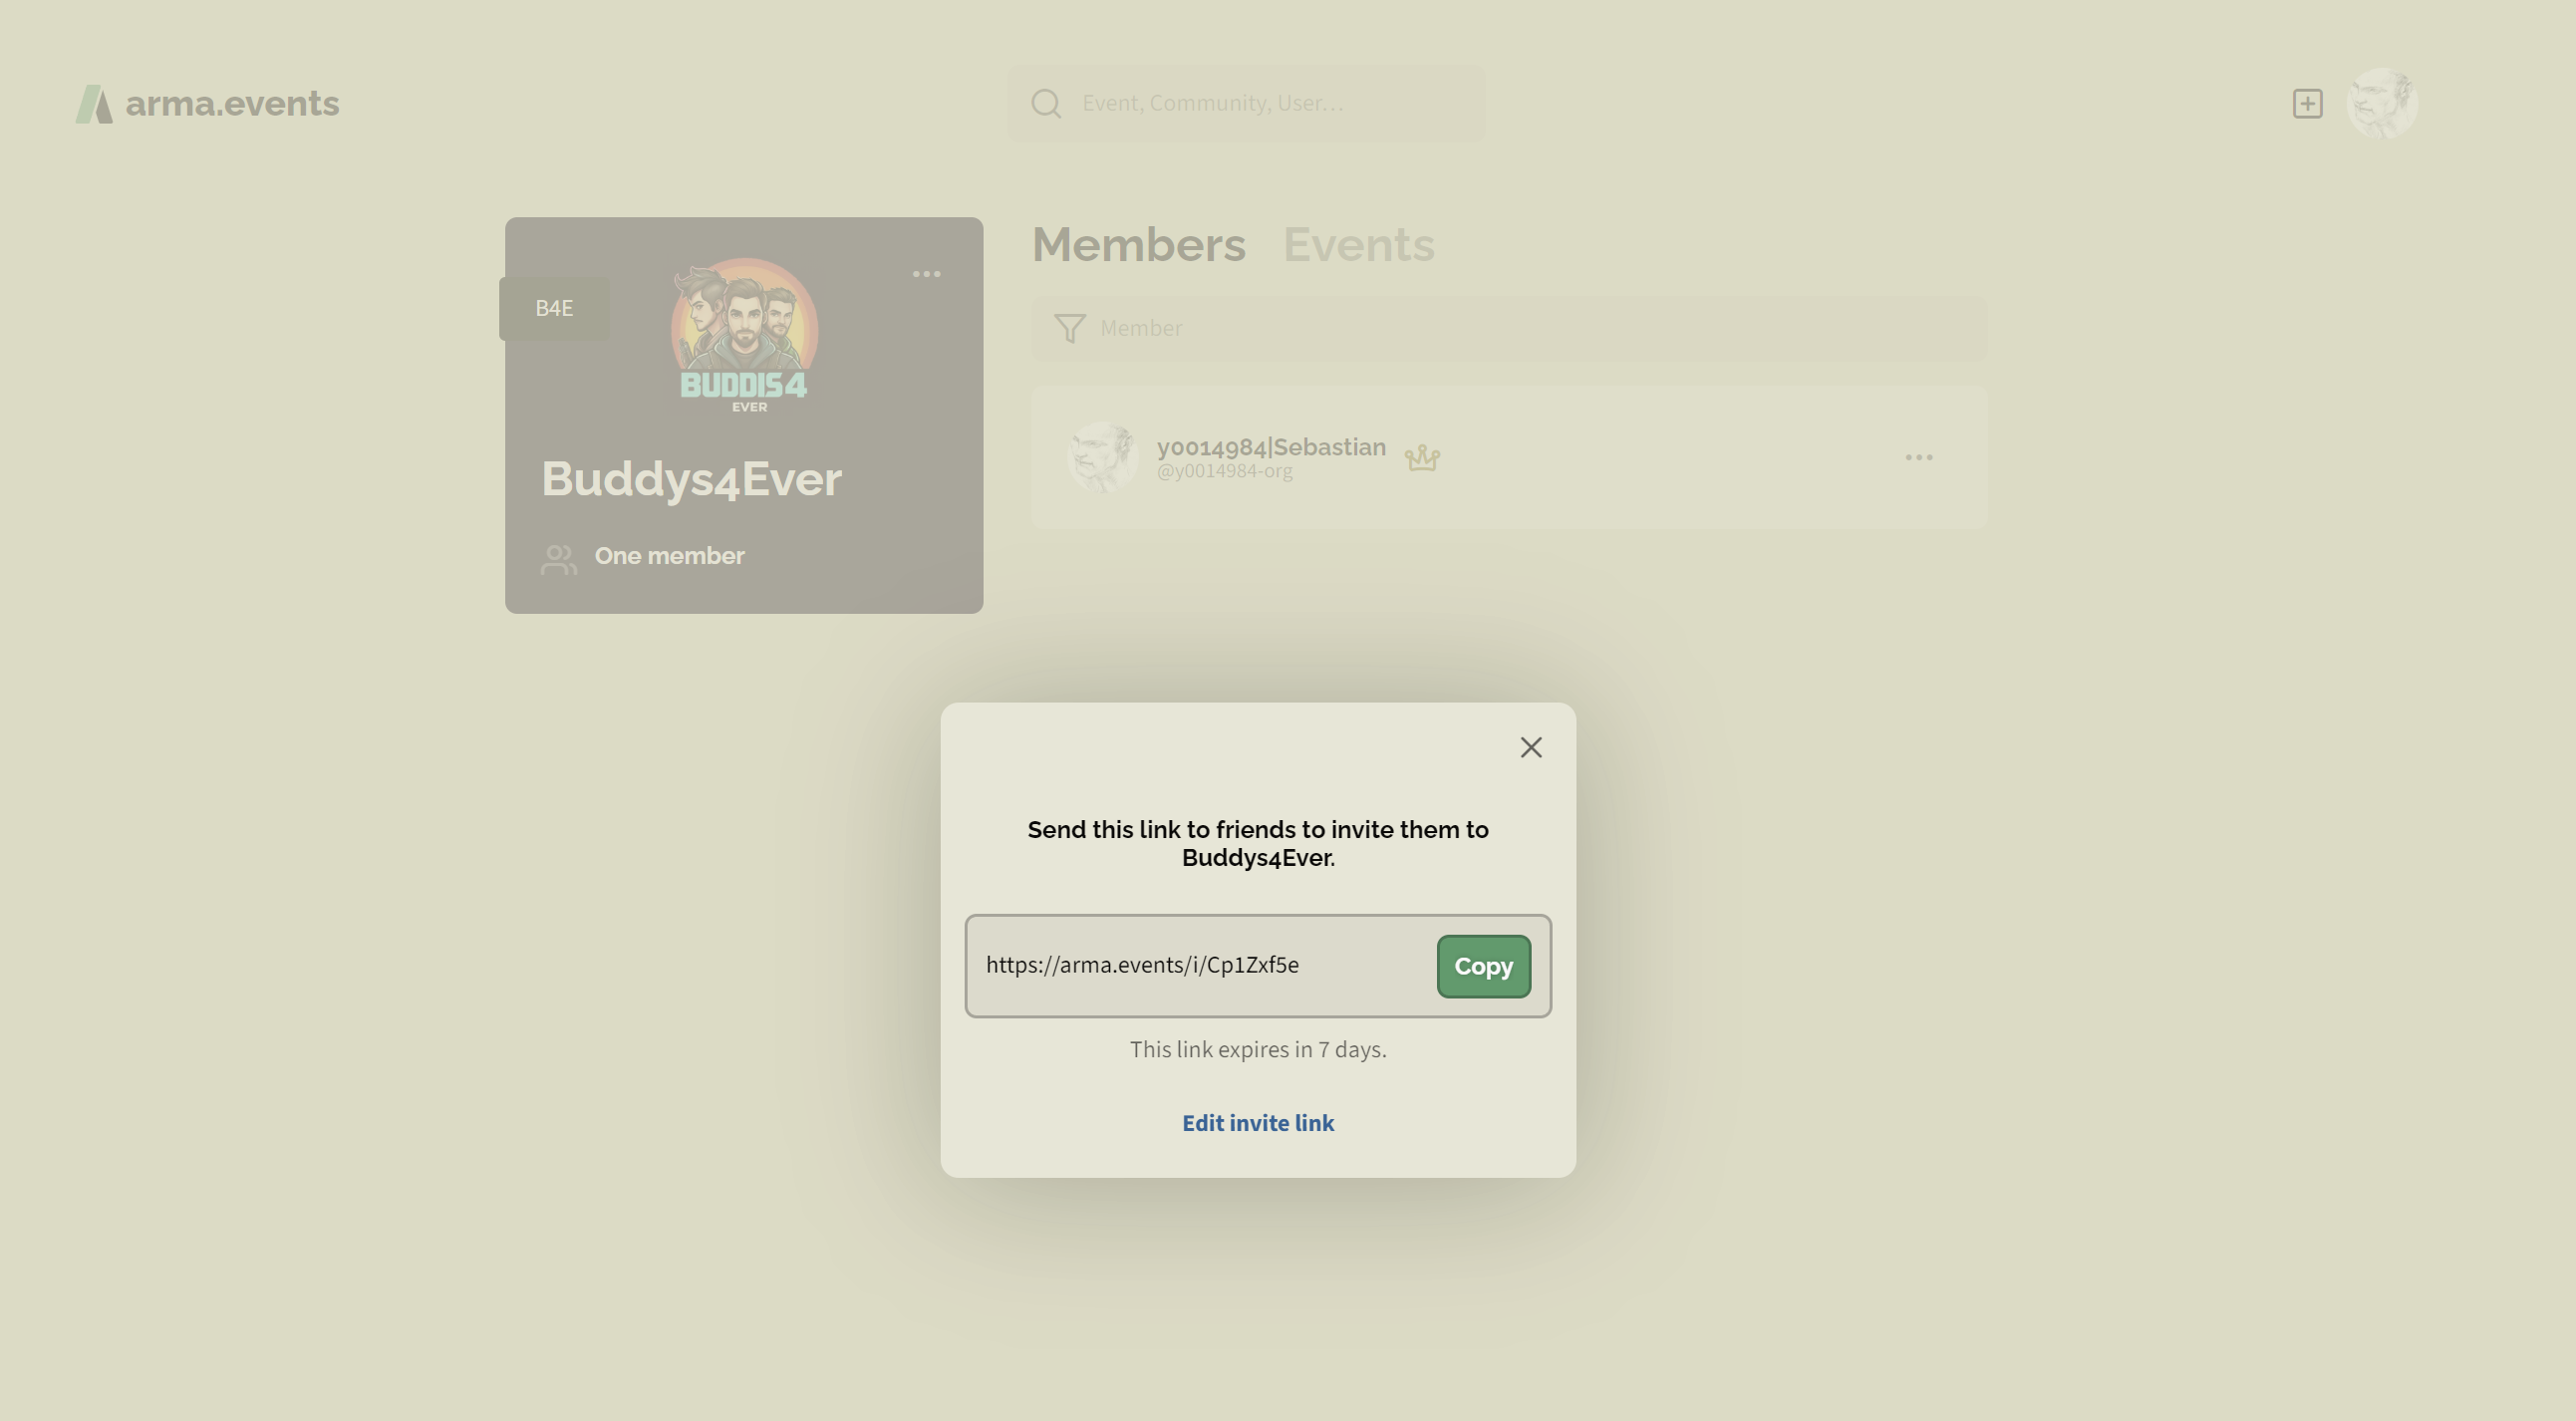 arma.events
Event, Community, User...
B4E
BUDDIS4
EVER
Buddys4Ever
One member
Members Events
Member
y0014984|Sebastian
@y0014984-org
Send this link to friends to invite them to
Buddys4Ever.
https://arma.events/i/Cp1Zxf5e
Copy
This link expires in 7 days.
Edit invite link